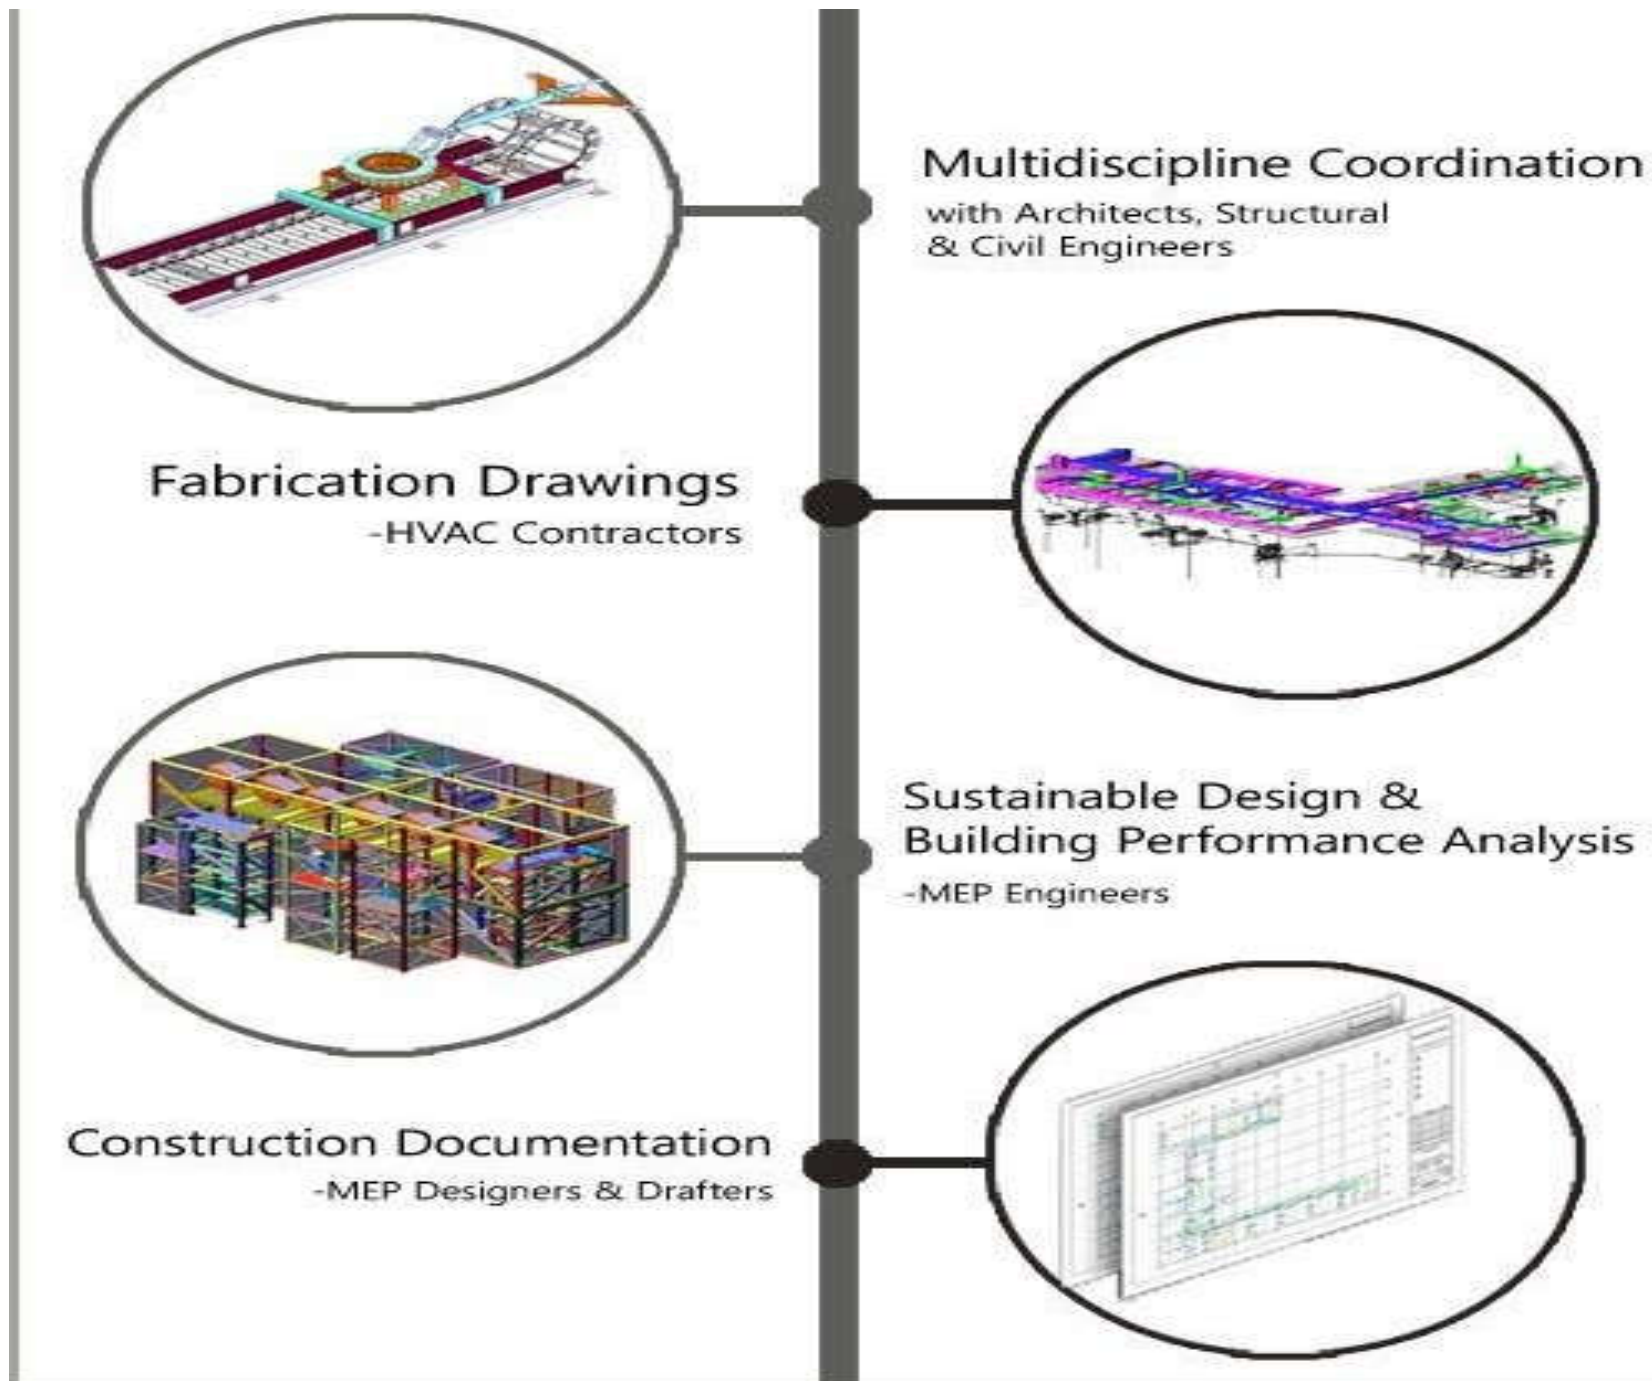 Multidiscipline Coordination
with Architects, Structural
& Civil Engineers
Fabrication Drawings
-HVAC Contractors
Sustainable Design &
Building Performance Analysis
-MEP Engineers
Construction Documentation
-MEP Designers & Drafters